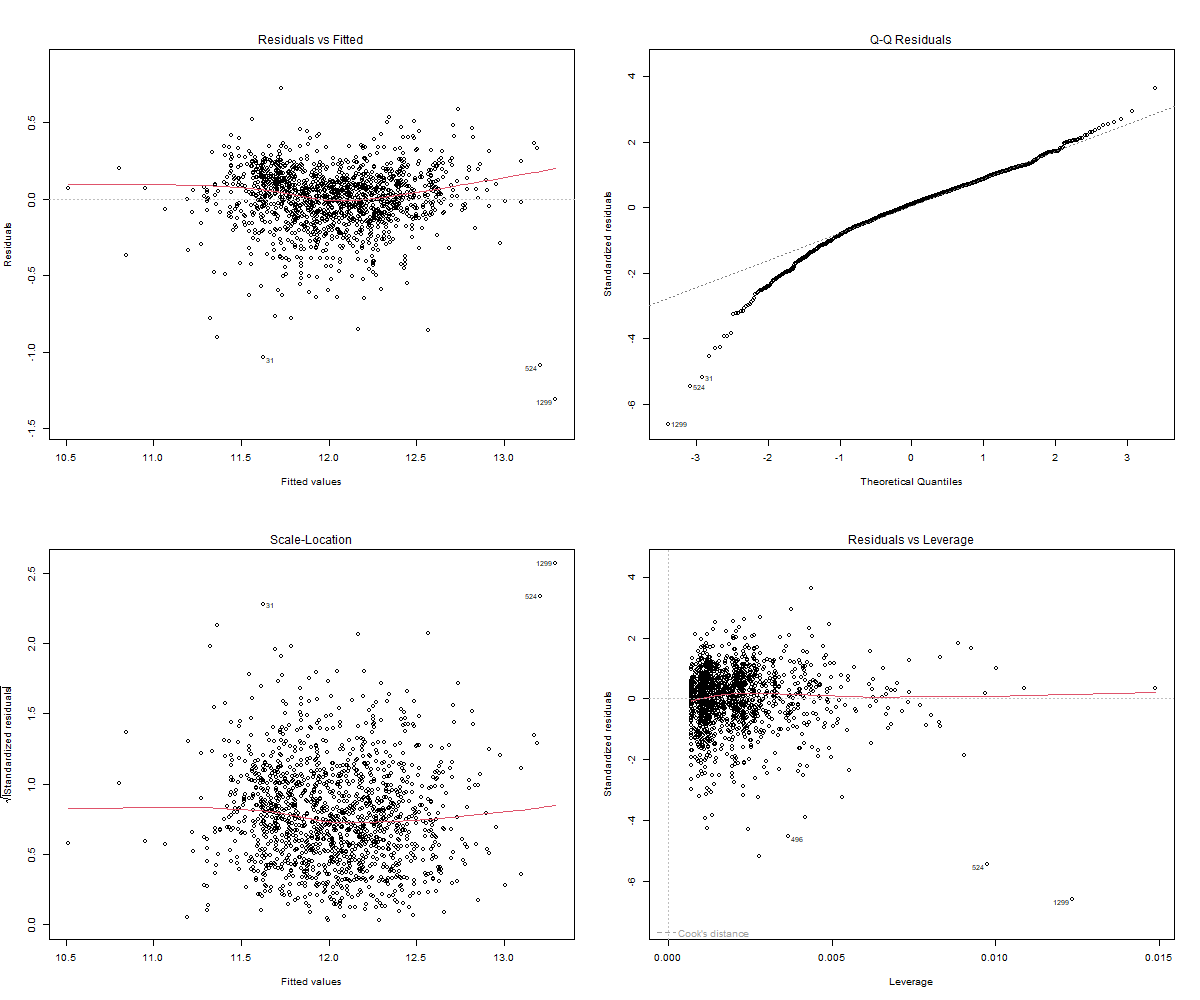 Residuals vs Fitted
Residuals
0.5
0.0
-0.5
-1.0
-1.5
31
524
1299
10.5 11.0 11.5 12.0 12.5 13.0
Fitted values
Q-Q Residuals
Standardized residuals
4
2
0
-2
-4
-6
31
524
1299
-3 -2 -1 0 1 2 3
Theoretical Quantiles
Scale-Location
√|Standardized residuals|
2.5
2.0
1.5
1.0
0.5
0.0
1299
524
31
10.5 11.0 11.5 12.0 12.5 13.0
Fitted values
Residuals vs Leverage
Standardized residuals
4
2
0
-2
-4
-6
496
524
1299
Cook's distance
0.000 0.005 0.010 0.015
Leverage